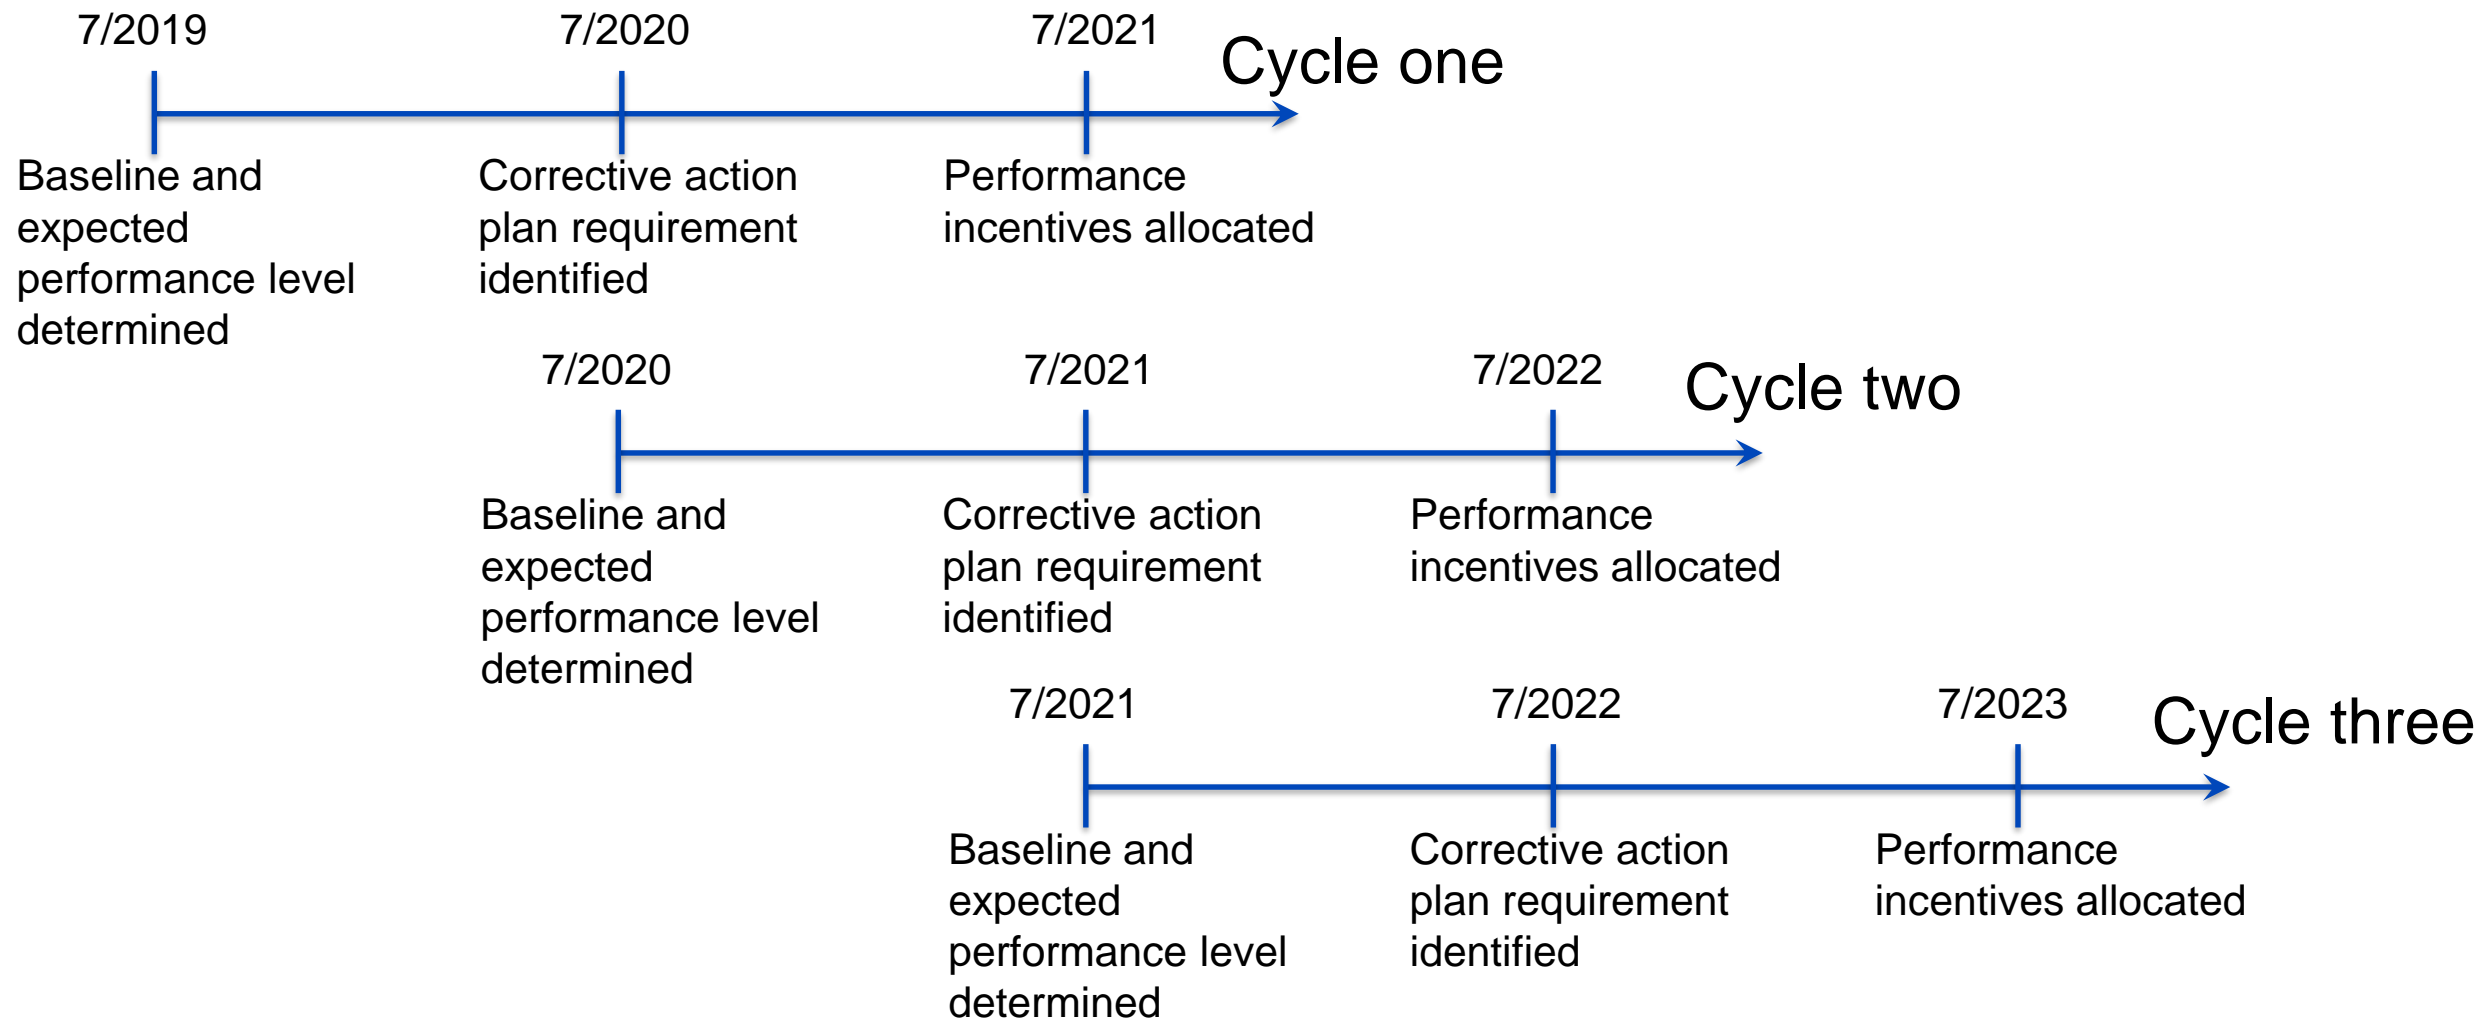 7/2019
7/2020
7/2021
Cycle one
Baseline and
expected
performance level
determined
Corrective action
plan requirement
identified
Performance
incentives allocated
7/2020
7/2021
7/2022
Cycle two
Baseline and
expected
performance level
determined
Corrective action
plan requirement
identified
Performance
incentives allocated
7/2021
7/2022
7/2023
Cycle three
Baseline and
expected
performance level
determined
Corrective action
plan requirement
identified
Performance
incentives allocated